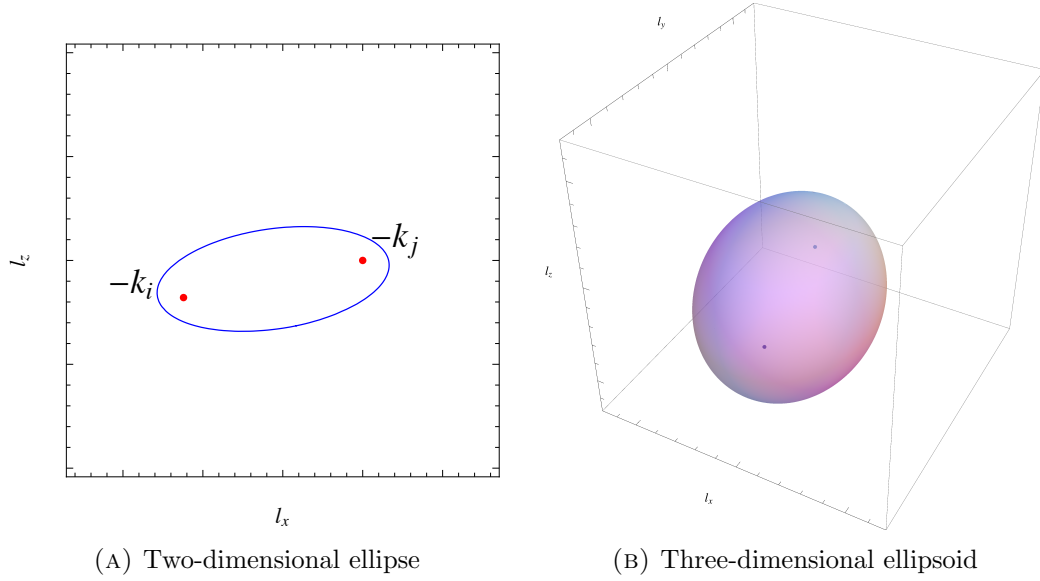 l_z
−k_i
−k_j
l_x
(A) Two-dimensional ellipse
l_y
l_z
l_x
(B) Three-dimensional ellipsoid